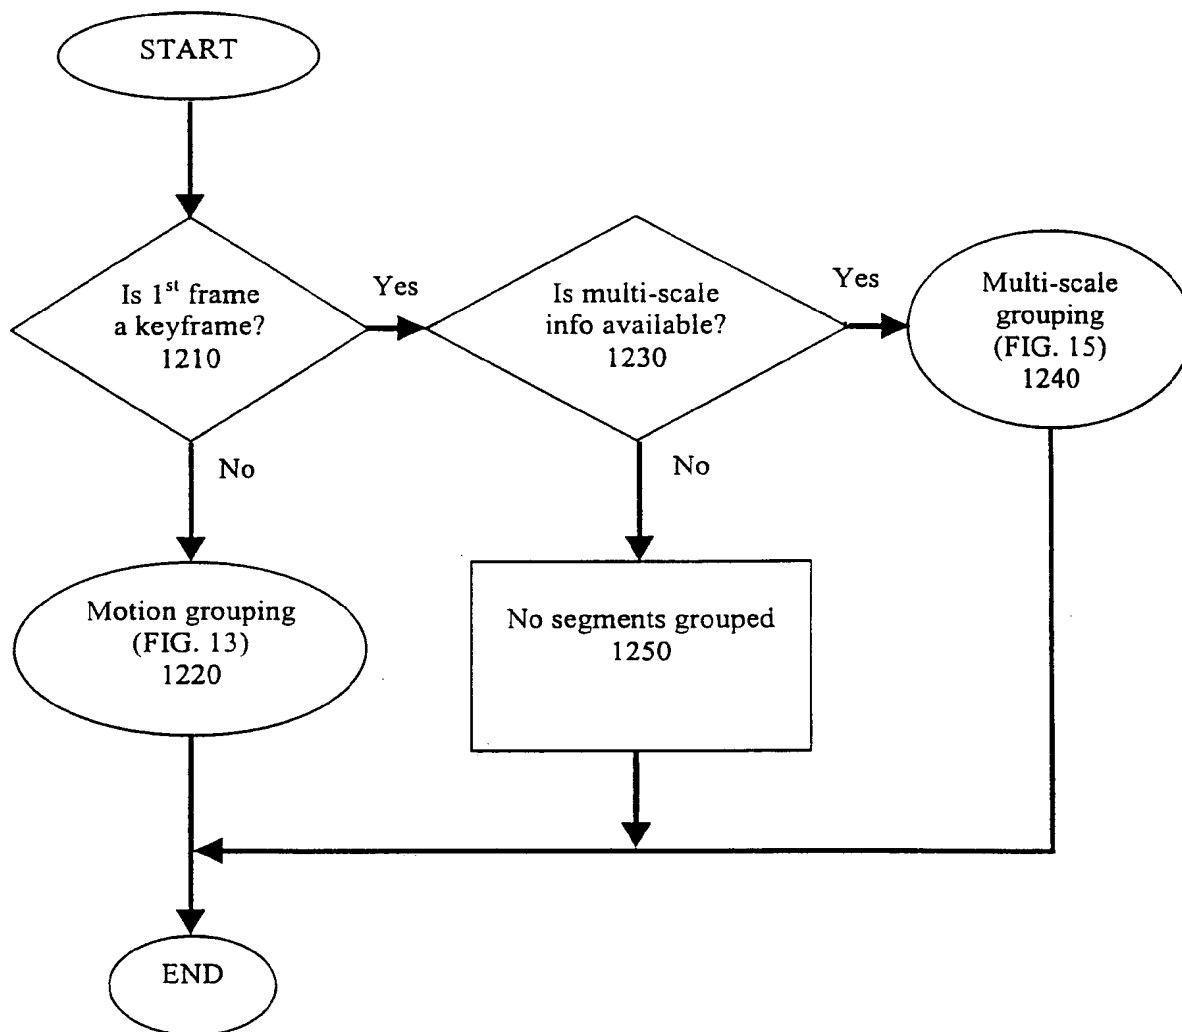 START
Is 1st frame
a keyframe?
1210
Yes
Is multi-scale
info available?
1230
Yes
Multi-scale
grouping
(FIG. 15)
1240
No
No
Motion grouping
(FIG. 13)
1220
No segments grouped
1250
END